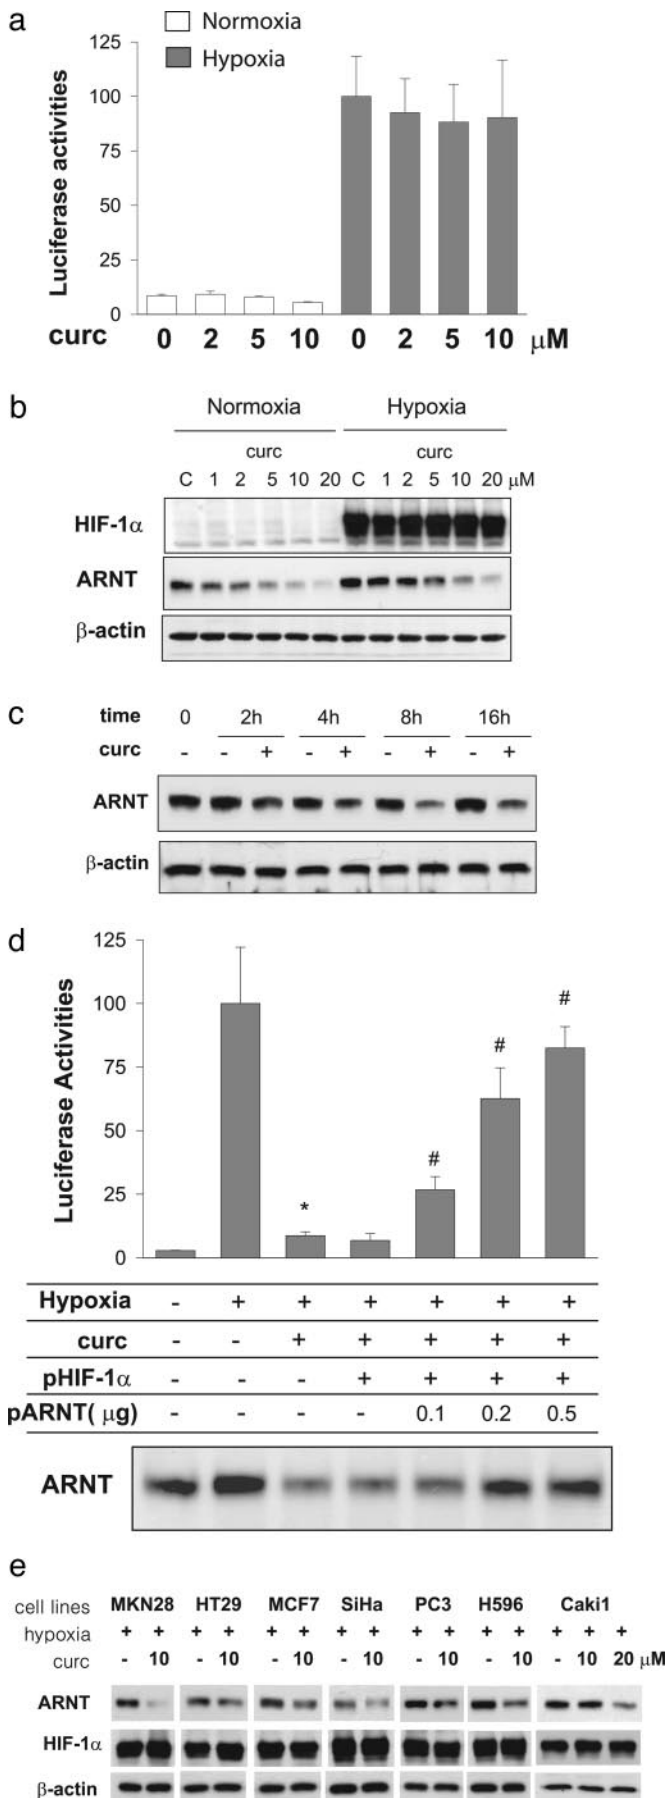 a
Normoxia
Hypoxia
Luciferase activities
125
100
75
50
25
0
curc 0 2 5 10 0 2 5 10 μM
b
Normoxia Hypoxia
curc curc
C 1 2 5 10 20 C 1 2 5 10 20 μM
HIF-1α
ARNT
β-actin
c
time 0 2h 4h 8h 16h
curc - - + - + - + - +
ARNT
β-actin
d
Luciferase Activities
125
100
75
50
25
0
* # # #
Hypoxia - + + + + + +
curc - - + + + + +
pHIF-1α - - - + + + +
pARNT( μg) - - - - 0.1 0.2 0.5
ARNT
e
cell lines MKN28 HT29 MCF7 SiHa PC3 H596 Caki1
hypoxia + + + + + + + + + + + + + + +
curc - 10 - 10 - 10 - 10 - 10 - 10 - 10 20 μM
ARNT
HIF-1α
β-actin